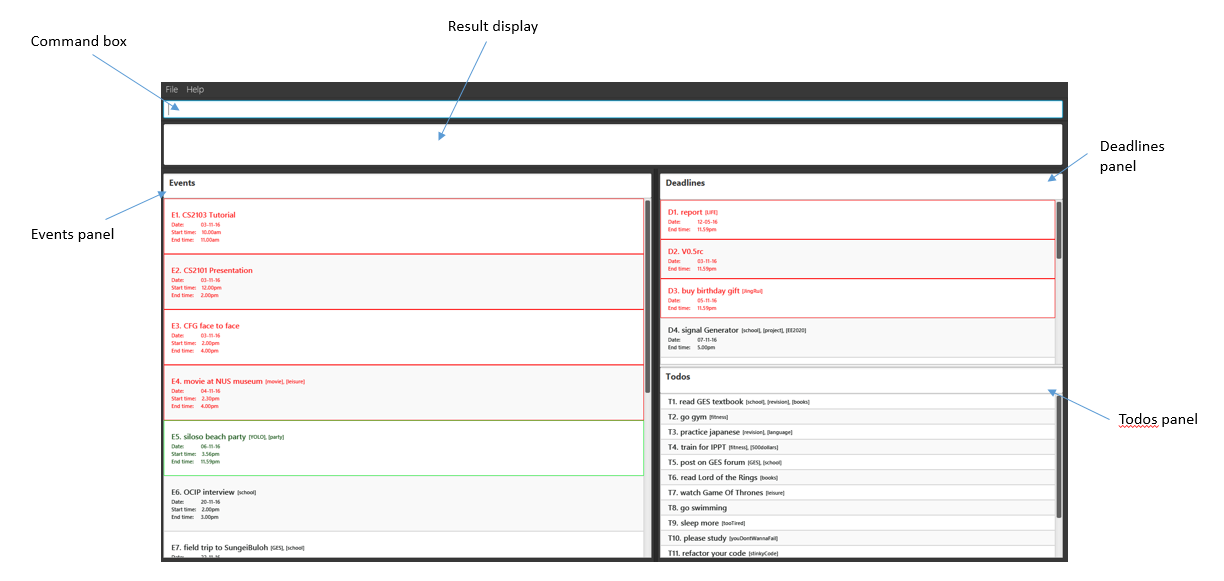 Result display
Command box
File Help
Deadlines
panel
Events
E1. CS2103 Tutorial
Date: 03-11-16
Start time: 10.00am
End time: 11.00am
E2. CS2101 Presentation
Date: 03-11-16
Start time: 12.00pm
End time: 2.00pm
E3. CFG face to face
Date: 03-11-16
Start time: 2.00pm
End time: 4.00pm
E4. movie at NUS museum [movie], [leisure]
Date: 04-11-16
Start time: 2.30pm
End time: 4.00pm
E5. siloso beach party [YOLO], [party]
Date: 06-11-16
Start time: 3.56pm
End time: 11.59pm
E6. OCIP interview [school]
Date: 20-11-16
Start time: 2.00pm
End time: 3.00pm
E7. field trip to SungeiBuloh [GES], [school]
Events panel
Deadlines
D1. report [LIFE]
Date: 12-05-16
End time: 11.59pm
D2. V0.5rc
Date: 03-11-16
End time: 11.59pm
D3. buy birthday gift [JingRui]
Date: 05-11-16
End time: 11.59pm
D4. signal Generator [school], [project], [EE2020]
Date: 07-11-16
End time: 5.00pm
Todos
T1. read GES textbook [school], [revision], [books]
T2. go gym [fitness]
T3. practice japanese [revision], [language]
T4. train for IPPT [fitness], [500dollars]
T5. post on GES forum [GES], [school]
T6. read Lord of the Rings [books]
T7. watch Game Of Thrones [leisure]
T8. go swimming
T9. sleep more [tooTired]
T10. please study [youDontWannaFail]
T11. refactor your code [stinkyCode]
Todos panel